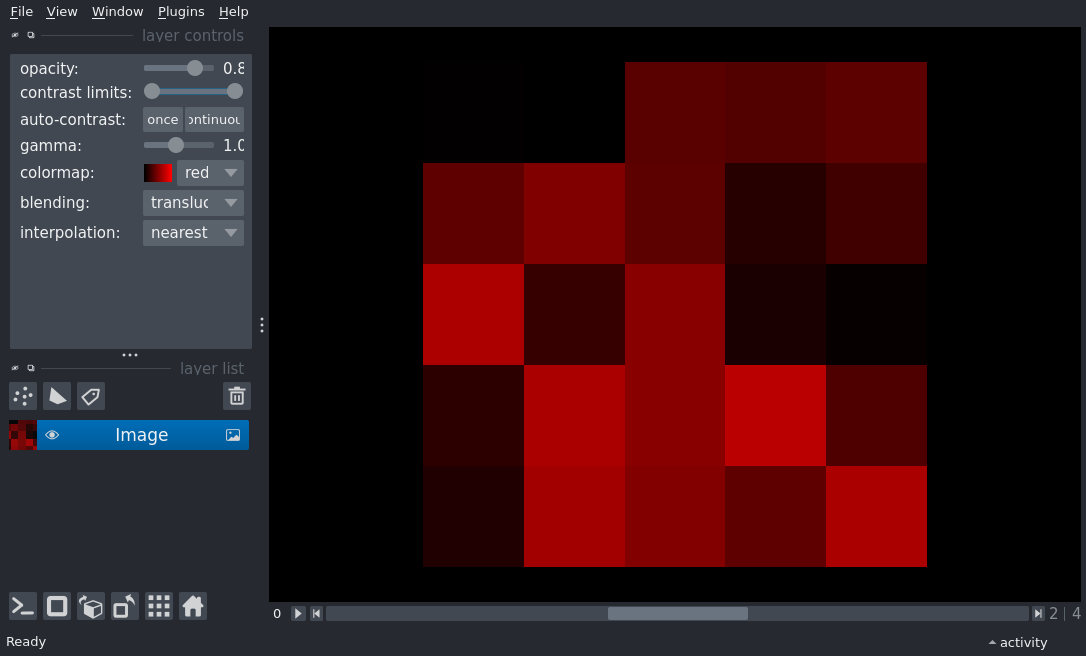 File View Window Plugins Help
layer controls
opacity: 0.8
contrast limits:
auto-contrast: once ontinuou
gamma: 1.0
colormap: red
blending: transluc
interpolation: nearest
layer list
Image
0 2 | 4
Ready activity